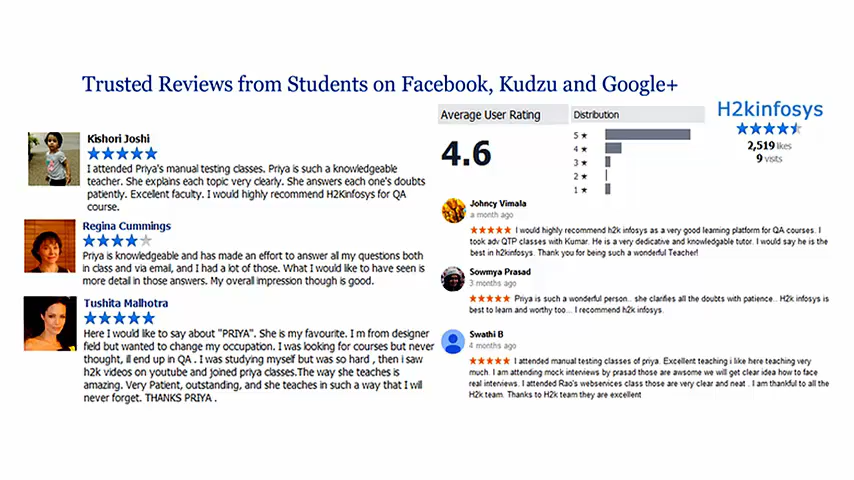 Trusted Reviews from Students on Facebook, Kudzu and Google+
Kishori Joshi
I attended Priya's manual testing classes. Priya is such a knowledgeable
teacher. She explains each topic very clearly. She answers each one's doubts
patiently. Excellent faculty. I would highly recommend H2Kinfosys for QA
course.
Regina Cummings
Priya is knowledgeable and has made an effort to answer all my questions both
in class and via email, and I had a lot of those. What I would like to have seen is
more detail in those answers. My overall impression though is good.
Tushita Malhotra
Here I would like to say about "PRIYA". She is my favourite. I m from designer
field but wanted to change my occupation. I was looking for courses but never
thought, ill end up in QA . I was studying myself but was so hard , then i saw
h2k videos on youtube and joined priya classes.The way she teaches is
amazing. Very Patient, outstanding, and she teaches in such a way that I will
never forget. THANKS PRIYA .
Average User Rating
4.6
Distribution
5 ★
4 ★
3 ★
2 ★
1 ★
H2kinfosys
2,519 likes
9 visits
Johncy Vimala
a month ago
I would highly recommend h2k infosys as a very good learning platform for QA courses. I
took adv QTP classes with Kumar. He is a very dedicative and knowledgable tutor. I would say he is the
best in h2kinfosys. Thank you for being such a wonderful Teacher!
Sowmya Prasad
3 months ago
Priya is such a wonderful person.. she clarifies all the doubts with patience.. H2k infosys is
best to learn and worthy too... I recommend h2k infosys.
Swathi B
4 months ago
I attended manual testing classes of priya. Excellent teaching i like here teaching very
much. I am attending mock interviews by prasad those are awsome we will get clear idea how to face
real interviews. I attended Rao's webservices class those are very clear and neat . I am thankful to all the
H2k team. Thanks to H2k team they are excellent